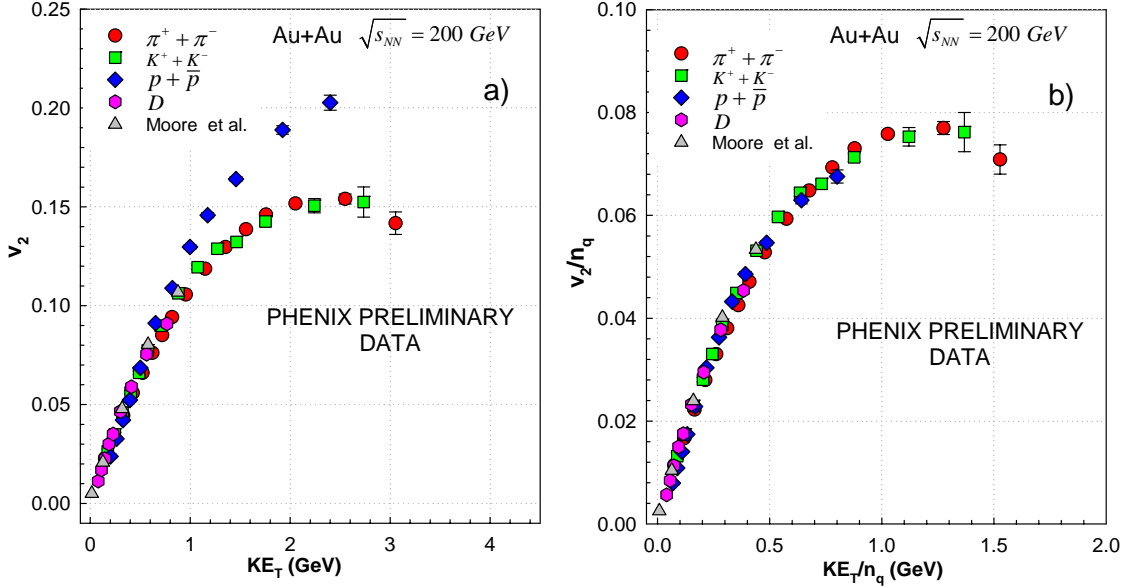 a)
Au+Au √s_NN = 200 GeV
π⁺ + π⁻
K⁺ + K⁻
p + p̅
D
Moore et al.
PHENIX PRELIMINARY
DATA
0.25
0.20
0.15
0.10
0.05
0.00
v₂
0 1 2 3 4
KE_T (GeV)
b)
Au+Au √s_NN = 200 GeV
π⁺ + π⁻
K⁺ + K⁻
p + p̅
D
Moore et al.
PHENIX PRELIMINARY
DATA
0.10
0.08
0.06
0.04
0.02
0.00
v₂/n_q
0.0 0.5 1.0 1.5 2.0
KE_T/n_q (GeV)